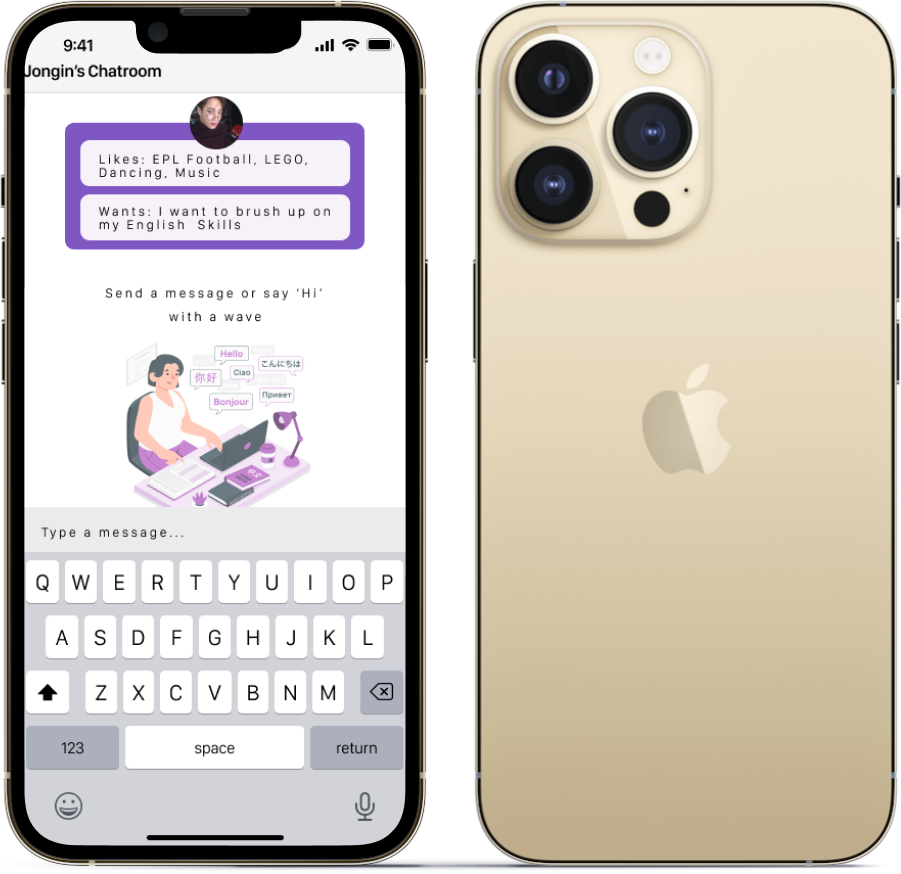 9:41
Jongin's Chatroom
Likes: EPL Football, LEGO,
Dancing, Music
Wants: I want to brush up on
my English Skills
Send a message or say ‘Hi’
with a wave
Hello
こんにちは
Ciao
你好
Привет
Bonjour
中文
Type a message...
Q W E R T Y U I O P
A S D F G H J K L
Z X C V B N M
123 space return